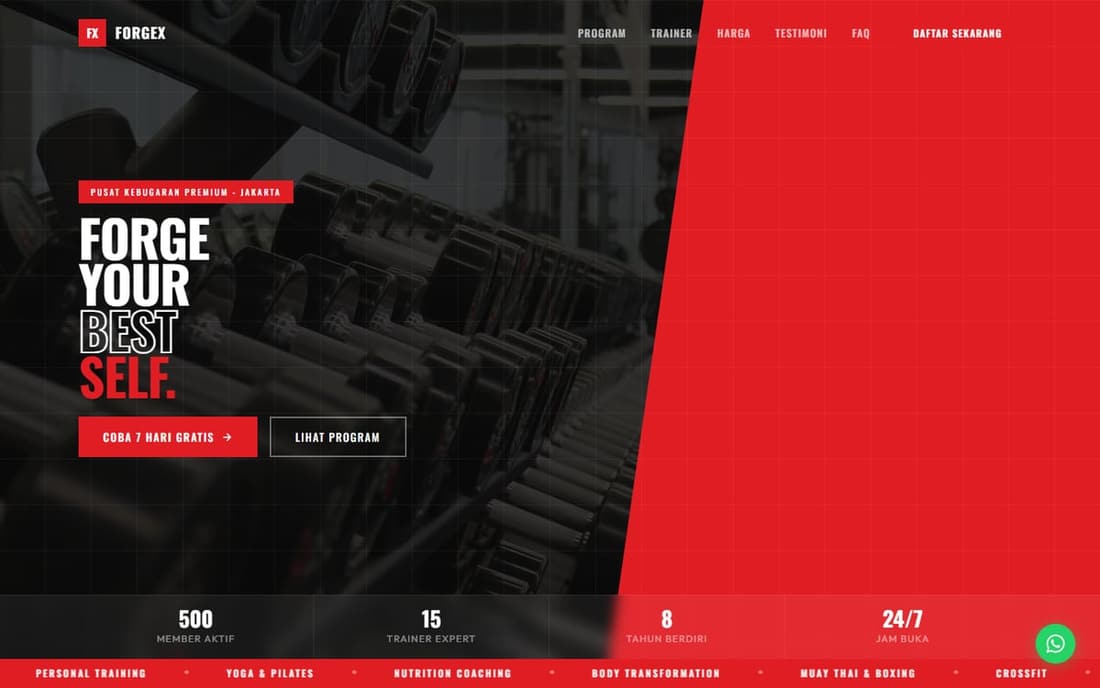 FX FORGEX
PROGRAM TRAINER HARGA TESTIMONI FAQ DAFTAR SEKARANG
PUSAT KEBUGARAN PREMIUM - JAKARTA
FORGE
YOUR
BEST
SELF.
COBA 7 HARI GRATIS →
LIHAT PROGRAM
500
MEMBER AKTIF
15
TRAINER EXPERT
8
TAHUN BERDIRI
24/7
JAM BUKA
PERSONAL TRAINING YOGA & PILATES NUTRITION COACHING BODY TRANSFORMATION MUAY THAI & BOXING CROSSFIT